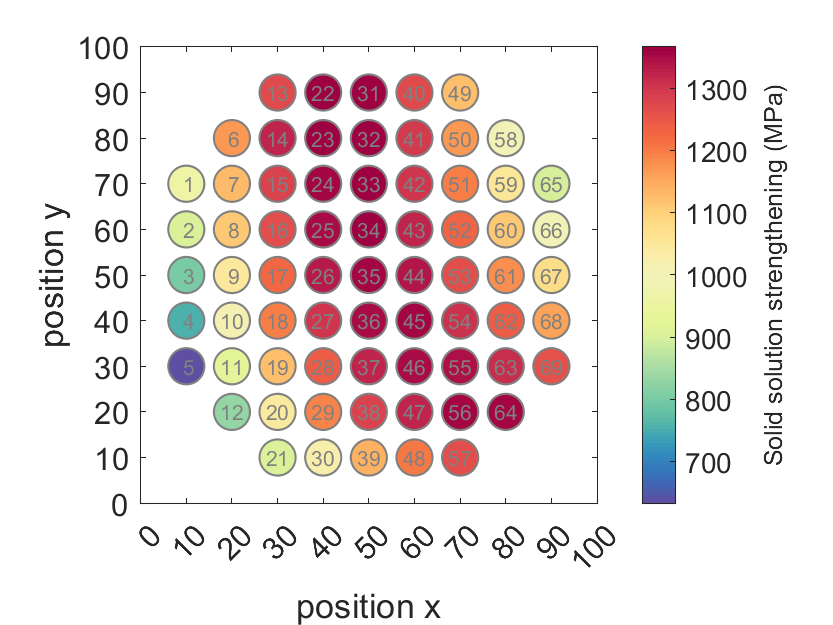 100
90
80
70
60
50
40
30
20
10
0
position y
13 22 31 40 49
6 14 23 32 41 50 58
1 7 15 24 33 42 51 59 65
2 8 16 25 34 43 52 60 66
3 9 17 26 35 44 53 61 67
4 10 18 27 36 45 54 62 68
5 11 19 28 37 46 55 63 69
12 20 29 38 47 56 64
21 30 39 48 57
0 10 20 30 40 50 60 70 80 90 100
position x
1300
1200
1100
1000
900
800
700
Solid solution strengthening (MPa)